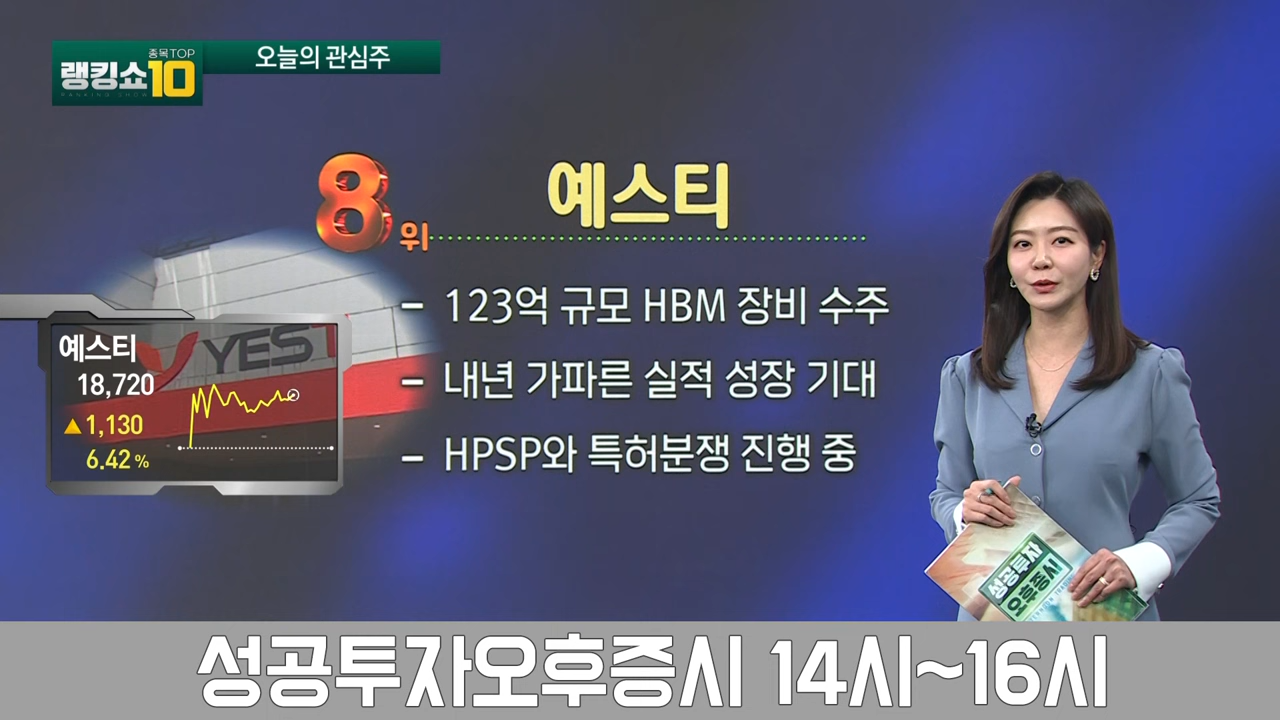 종목TOP
랭킹쇼10
RANKING SHOW
오늘의 관심주
8위
예스티
- 123억 규모 HBM 장비 수주
- 내년 가파른 실적 성장 기대
- HPSP와 특허분쟁 진행 중
YEST
예스티
18,720
▲1,130
6.42 %
성공투자
오후증시
성공투자오후증시 14시~16시